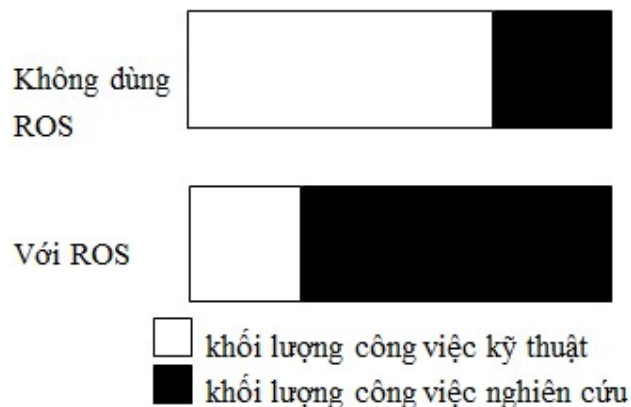 Không dùng
ROS
Với ROS
khối lượng công việc kỹ thuật
khối lượng công việc nghiên cứu